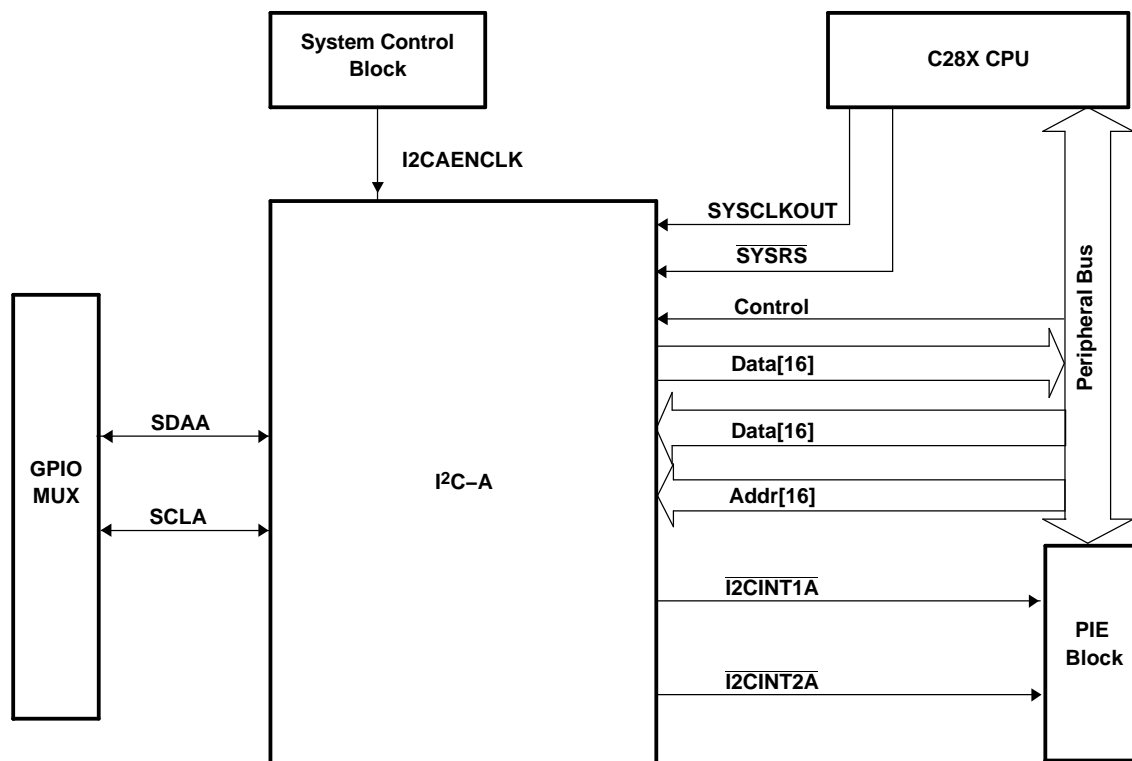 System Control
Block
C28X CPU
I2CAENCLK
SYSCLKOUT
SYSRS
Control
Data[16]
Data[16]
Addr[16]
Peripheral Bus
SDAA
SCLA
GPIO
MUX
I²C–A
I2CINT1A
I2CINT2A
PIE
Block